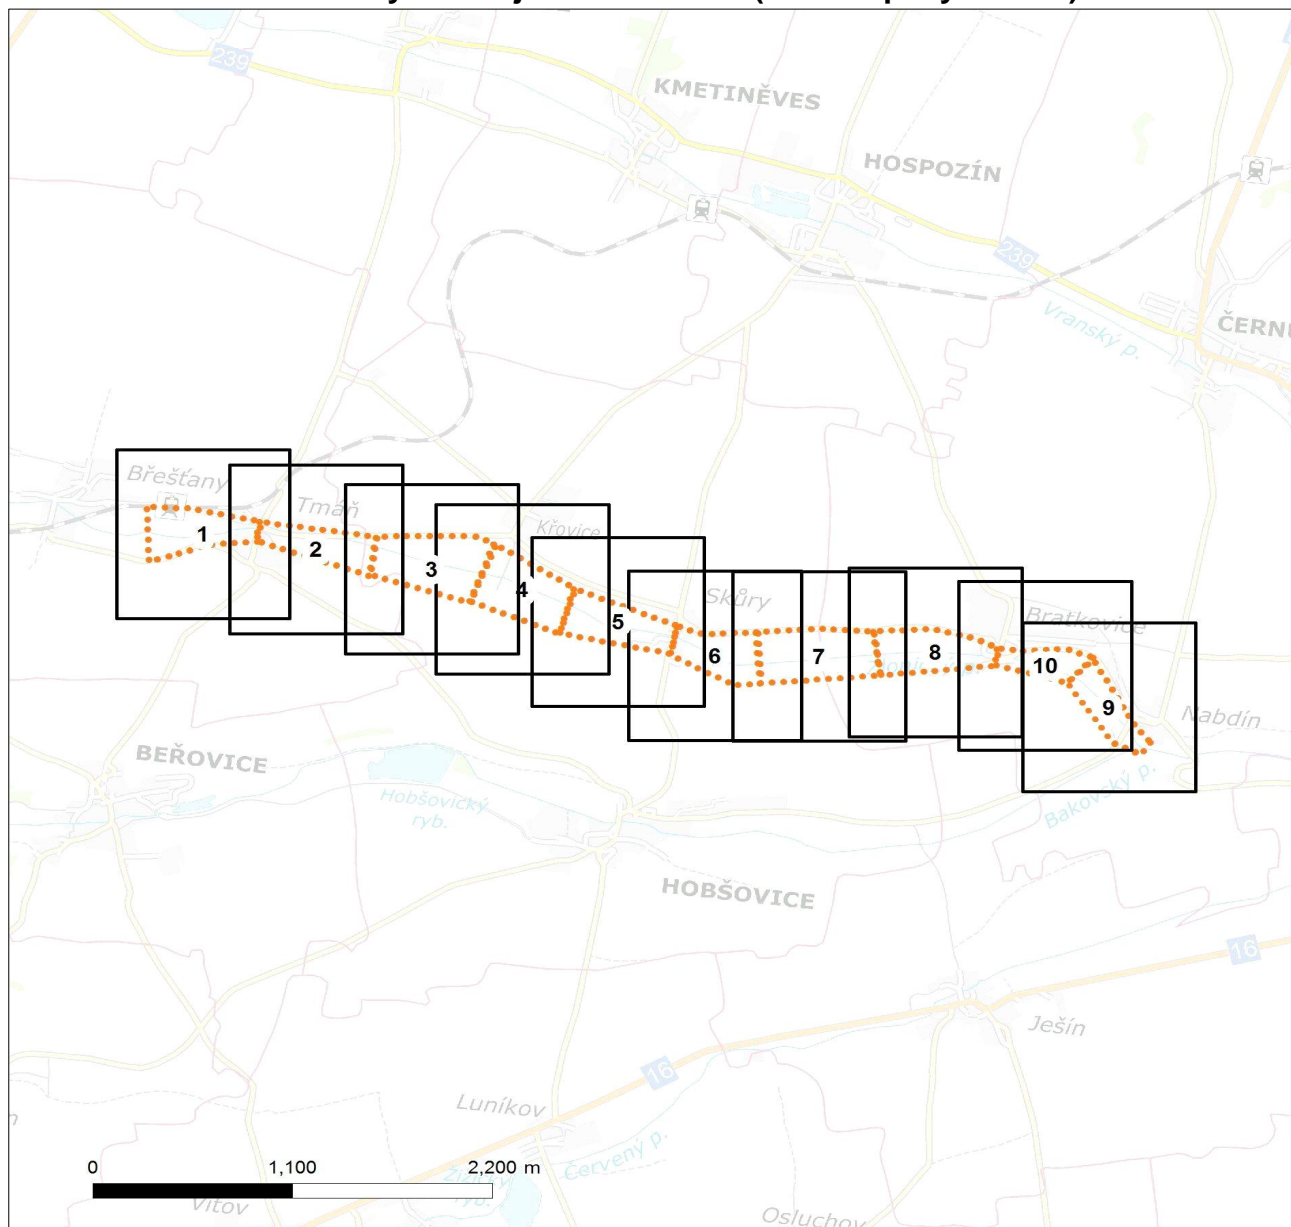 239
KMETINĚVES
HOSPOZÍN
239
Vranský p.
Břešťany
Tmáň
Křovice
1
2
3
4
5
Skůry
6
7
8
Bratkovice
10
9
Nabdín
BEŘOVICE
Hobšovický
ryb.
Bakovský p.
HOBŠOVICE
16
16
Ješín
Luníkov
Červený p.
0 1,100 2,200 m
ryb.
Vítov
Osluchov